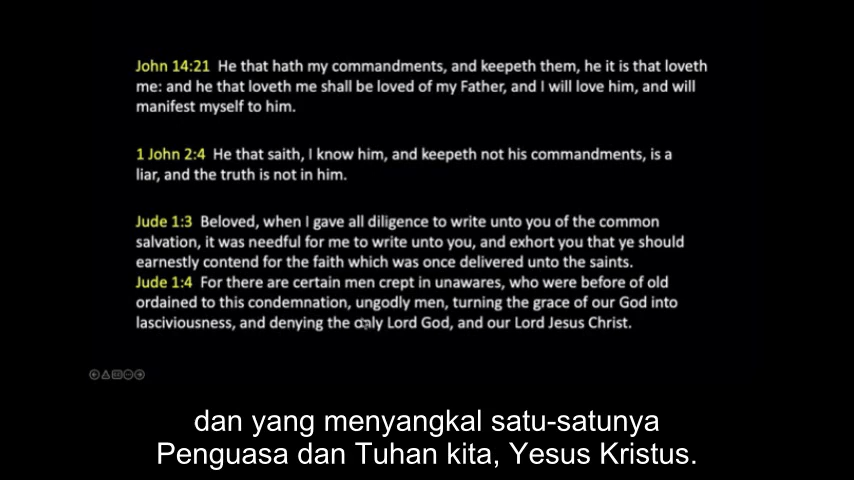 John 14:21 He that hath my commandments, and keepeth them, he it is that loveth
me: and he that loveth me shall be loved of my Father, and I will love him, and will
manifest myself to him.
1 John 2:4 He that saith, I know him, and keepeth not his commandments, is a
liar, and the truth is not in him.
Jude 1:3 Beloved, when I gave all diligence to write unto you of the common
salvation, it was needful for me to write unto you, and exhort you that ye should
earnestly contend for the faith which was once delivered unto the saints.
Jude 1:4 For there are certain men crept in unawares, who were before of old
ordained to this condemnation, ungodly men, turning the grace of our God into
lasciviousness, and denying the only Lord God, and our Lord Jesus Christ.
dan yang menyangkal satu-satunya
Penguasa dan Tuhan kita, Yesus Kristus.